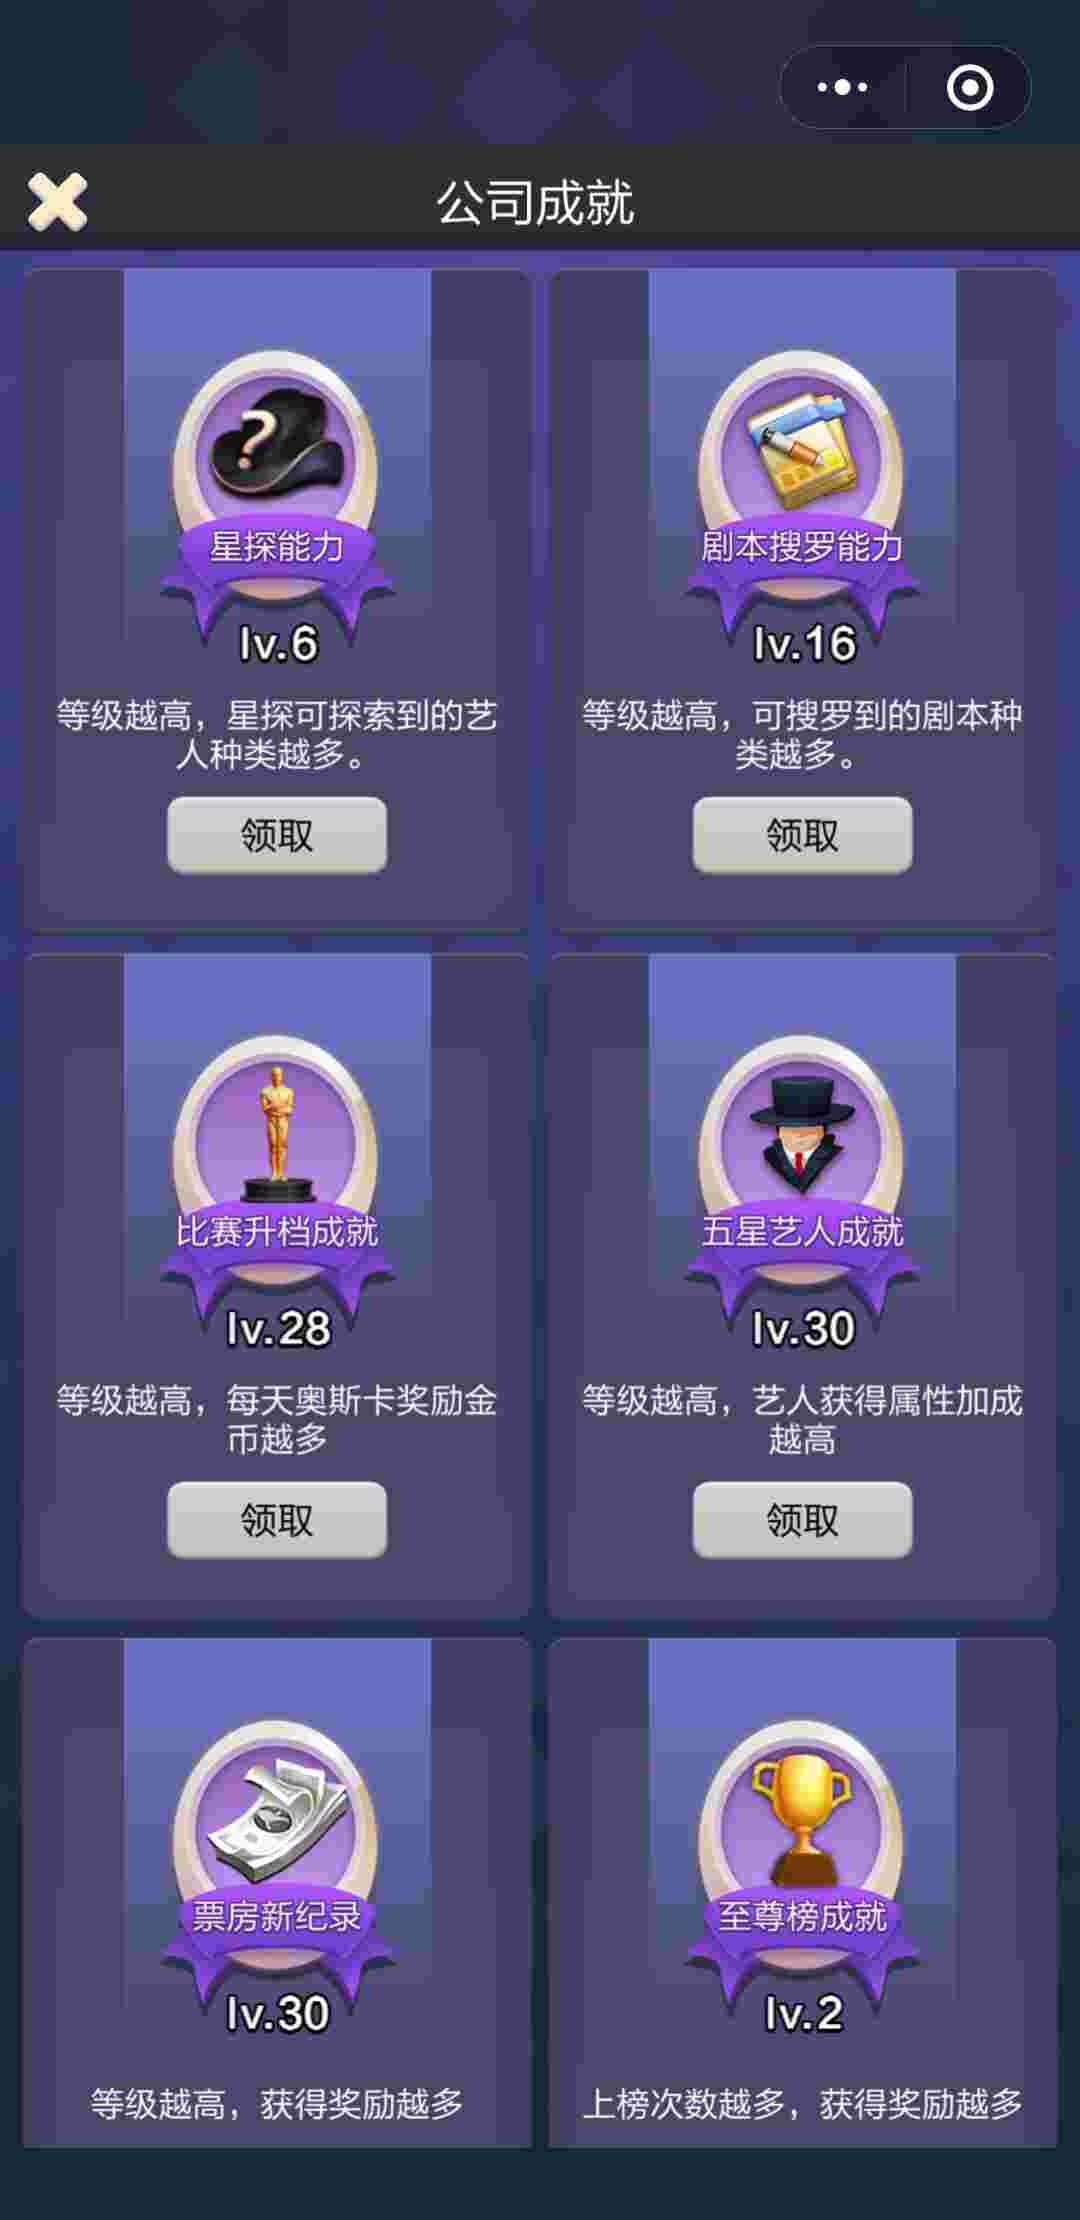 公司成就
星探能力
lv.6
等级越高，星探可探索到的艺
人种类越多。
领取
剧本搜罗能力
lv.16
等级越高，可搜罗到的剧本种
类越多。
领取
比赛升档成就
lv.28
等级越高，每天奥斯卡奖励金
币越多
领取
五星艺人成就
lv.30
等级越高，艺人获得属性加成
越高
领取
票房新纪录
lv.30
等级越高，获得奖励越多
至尊榜成就
lv.2
上榜次数越多，获得奖励越多